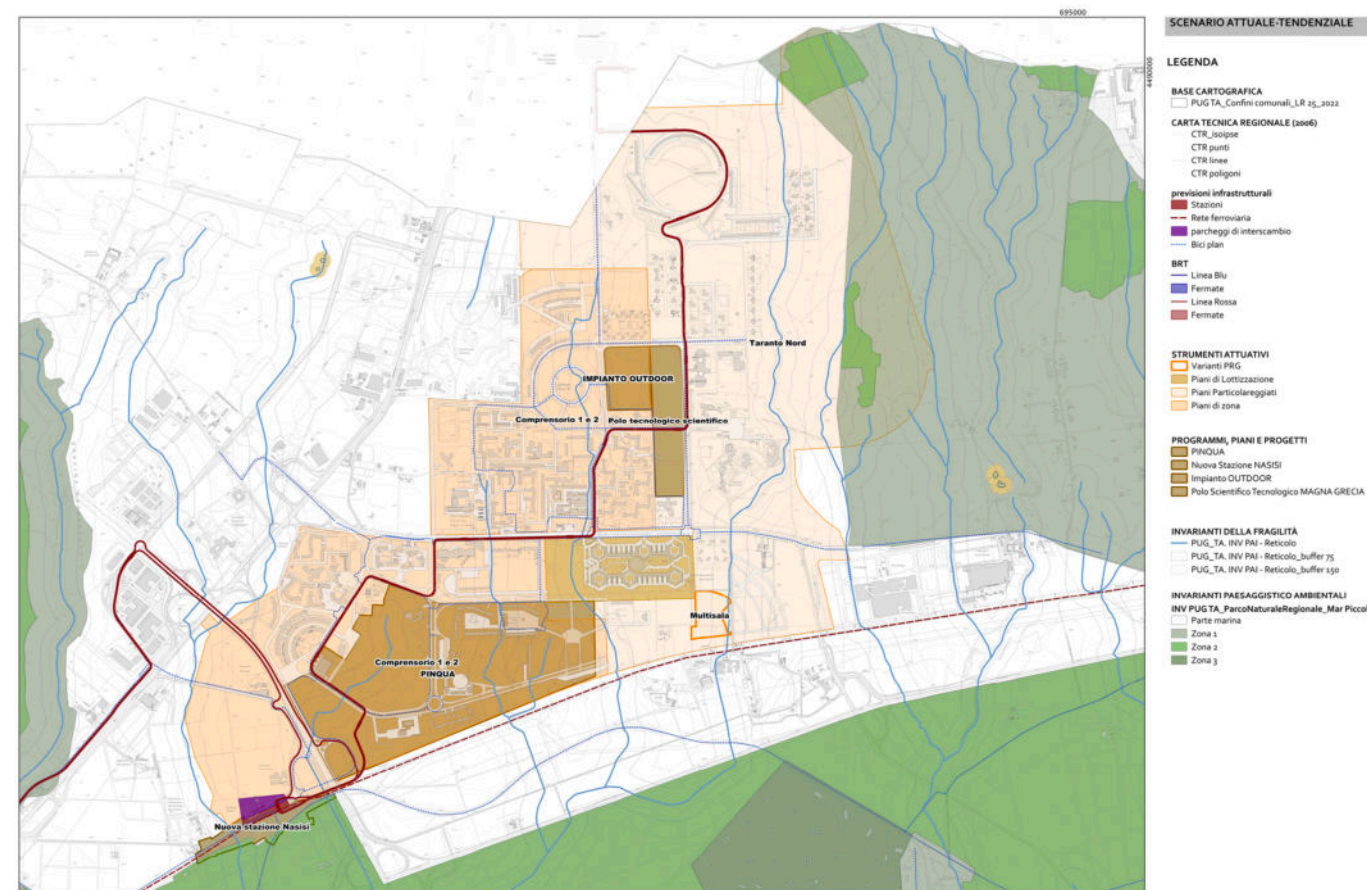 695000
4490000
SCENARIO ATTUALE-TENDENZIALE
LEGENDA
BASE CARTOGRAFICA
PUG TA_Confini comunali_LR 25_2022
CARTA TECNICA REGIONALE (2006)
CTR_isoipse
CTR punti
CTR linee
CTR poligoni
previsioni infrastrutturali
Stazioni
Rete ferroviaria
parcheggi di interscambio
Bici plan
BRT
Linea Blu
Fermate
Linea Rossa
Fermate
STRUMENTI ATTUATIVI
Varianti PRG
Piani di Lottizzazione
Piani Particolareggiati
Piani di zona
PROGRAMMI, PIANI E PROGETTI
PINQUA
Nuova Stazione NASISI
Impianto OUTDOOR
Polo Scientifico Tecnologico MAGNA GRECIA
INVARIANTI DELLA FRAGILITÀ
PUG_TA. INV PAI - Reticolo
PUG_TA. INV PAI - Reticolo_buffer 75
PUG_TA. INV PAI - Reticolo_buffer 150
INVARIANTI PAESAGGISTICO AMBIENTALI
INV PUG TA_ParcoNaturaleRegionale_Mar Piccol
Parte marina
Zona 1
Zona 2
Zona 3
Taranto Nord
IMPIANTO OUTDOOR
Comprensorio 1 e 2
Polo tecnologico scientifico
Multisala
Comprensorio 1 e 2
PINQUA
Nuova stazione Nasisi